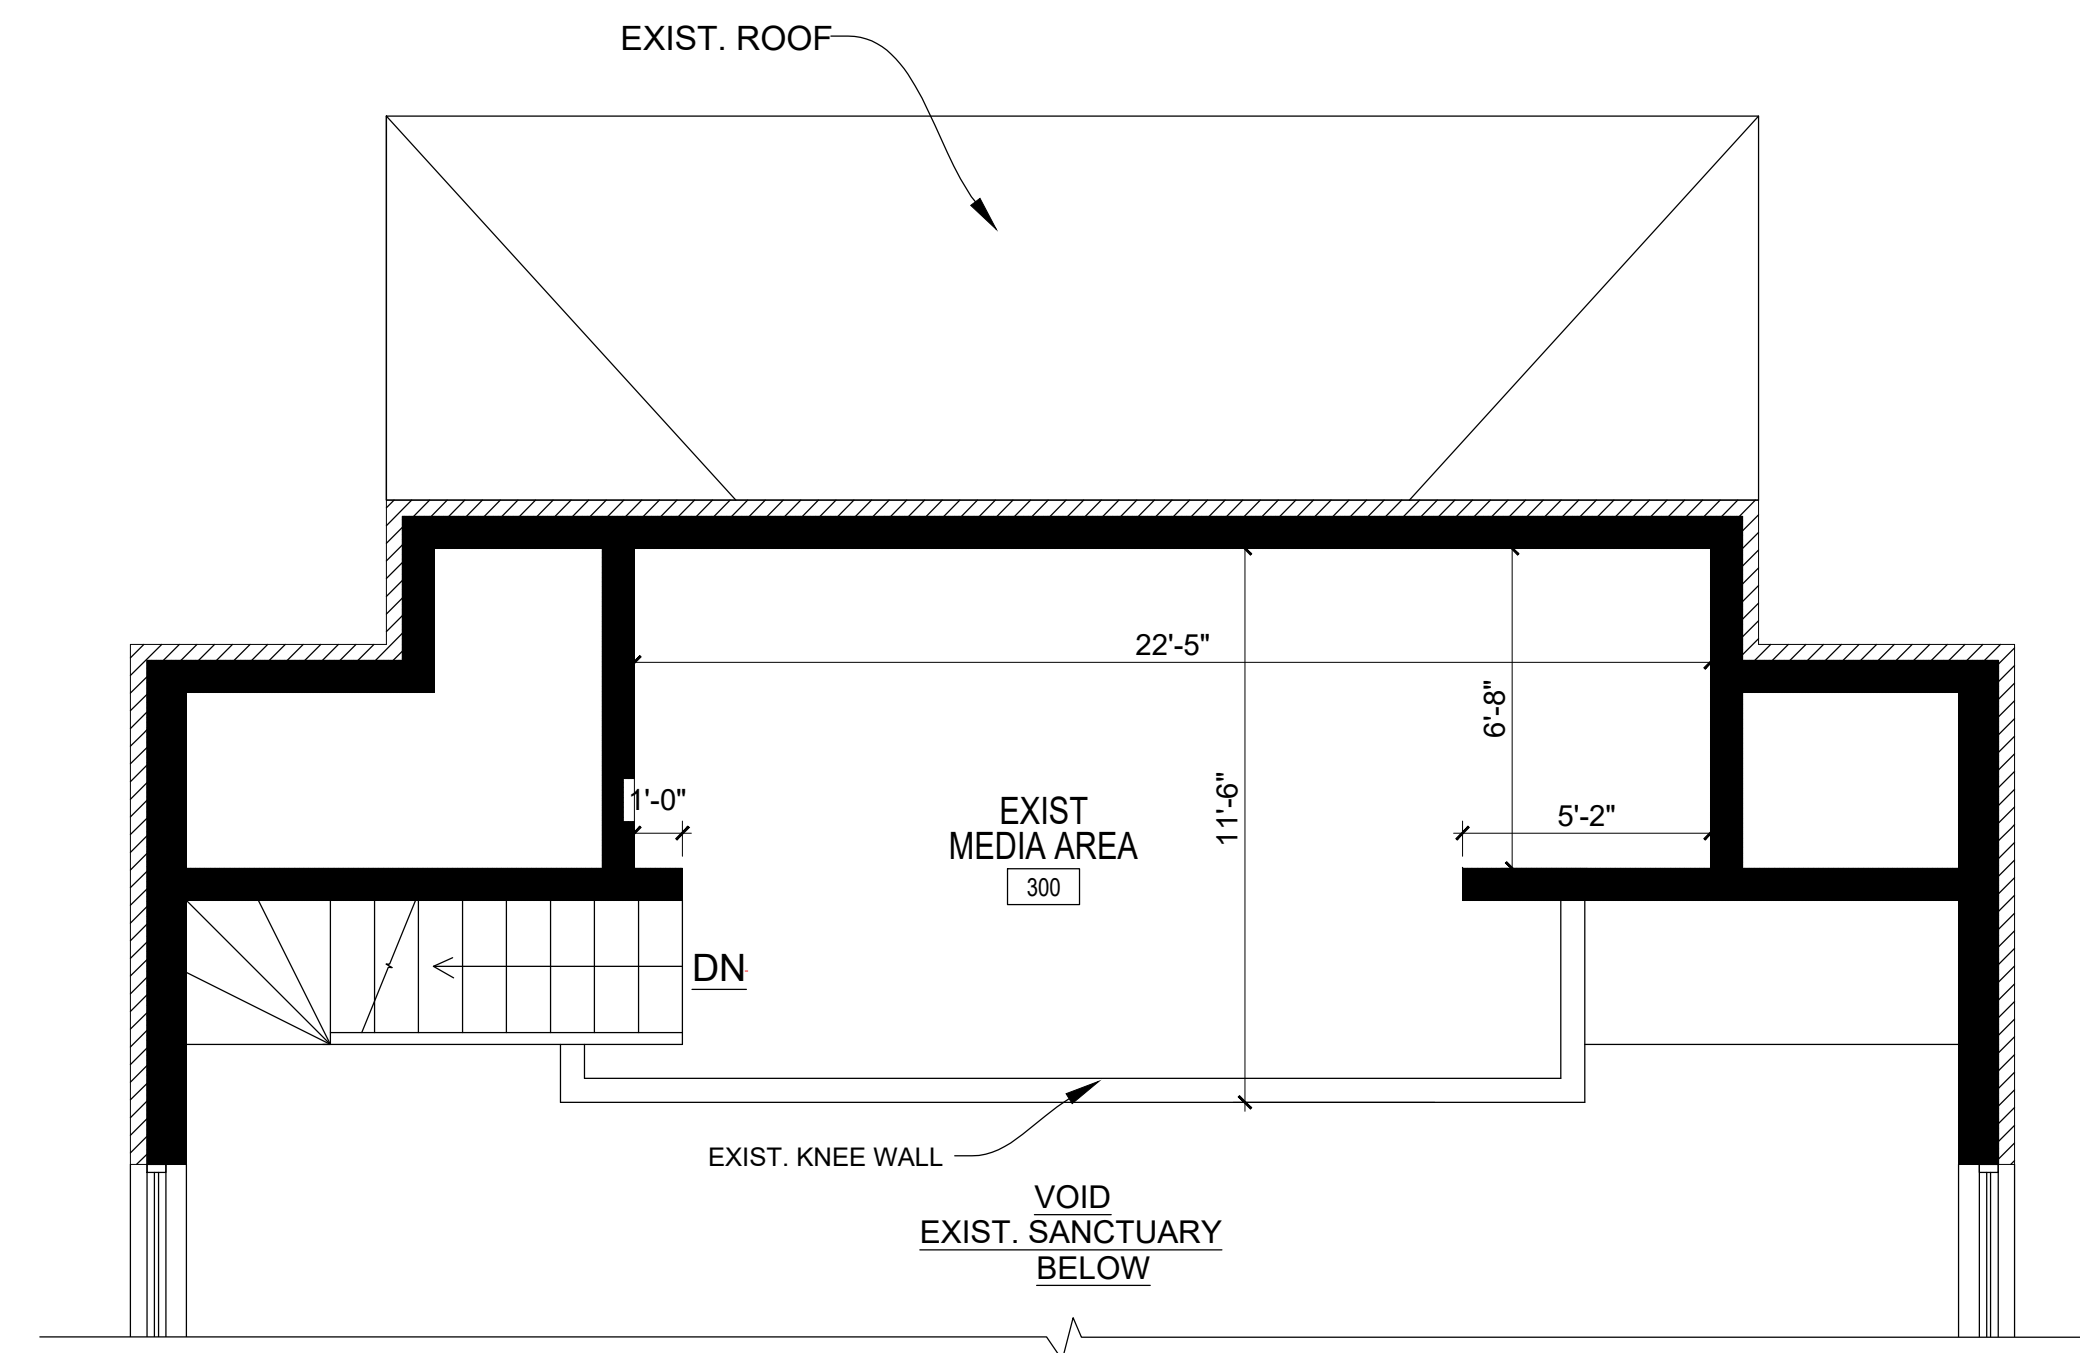 EXIST. ROOF
22'-5"
6'-8"
11'-6"
1'-0"
5'-2"
EXIST
MEDIA AREA
300
DN
EXIST. KNEE WALL
VOID
EXIST. SANCTUARY
BELOW